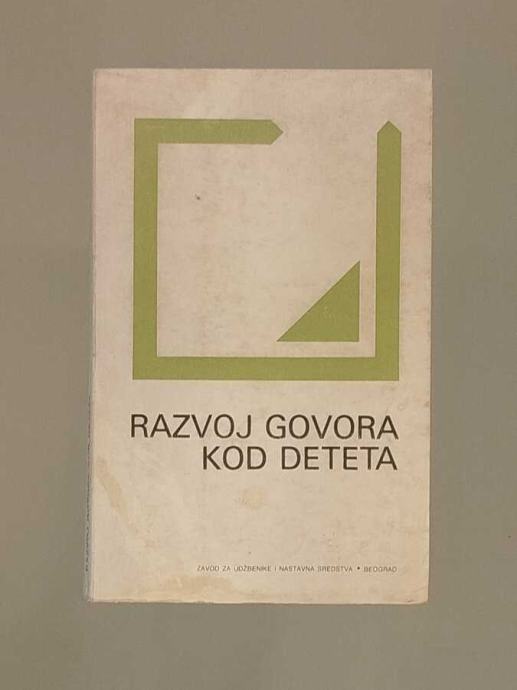 RAZVOJ GOVORA
KOD DETETA
ZAVOD ZA UDŽBENIKE I NASTAVNA SREDSTVA • BEOGRAD